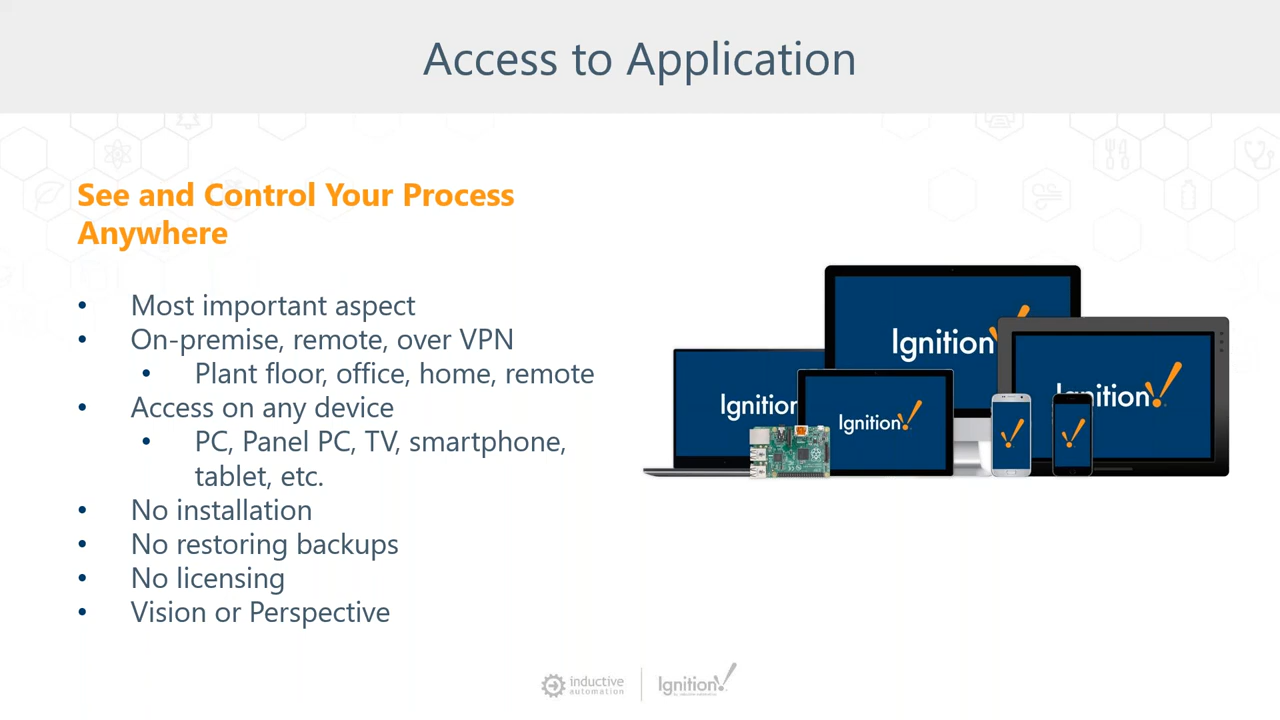 Access to Application
See and Control Your Process
Anywhere
• Most important aspect
• On-premise, remote, over VPN
• Plant floor, office, home, remote
• Access on any device
• PC, Panel PC, TV, smartphone,
tablet, etc.
• No installation
• No restoring backups
• No licensing
• Vision or Perspective
Ignition
Ignition
Ignition
Ignition
inductive
automation
Ignition